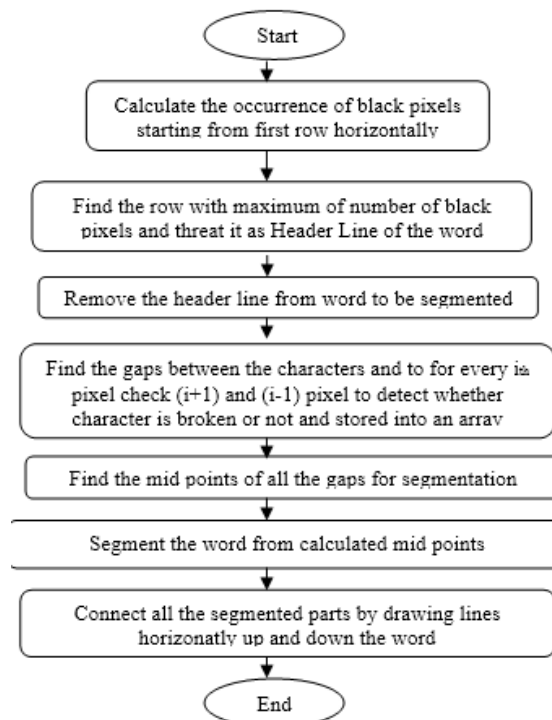 Start
Calculate the occurrence of black pixels
starting from first row horizontally
Find the row with maximum of number of black
pixels and threat it as Header Line of the word
Remove the header line from word to be segmented
Find the gaps between the characters and to for every ith
pixel check (i+1) and (i-1) pixel to detect whether
character is broken or not and stored into an array
Find the mid points of all the gaps for segmentation
Segment the word from calculated mid points
Connect all the segmented parts by drawing lines
horizonatly up and down the word
End